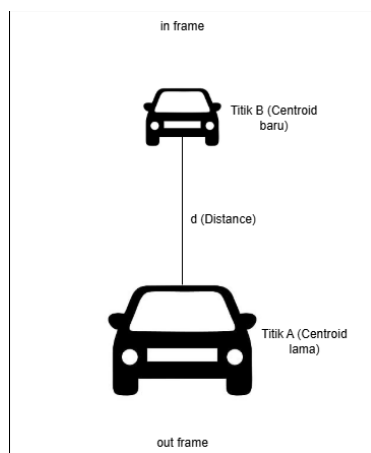 in frame
Titik B (Centroid
baru)
d (Distance)
Titik A (Centroid
lama)
out frame